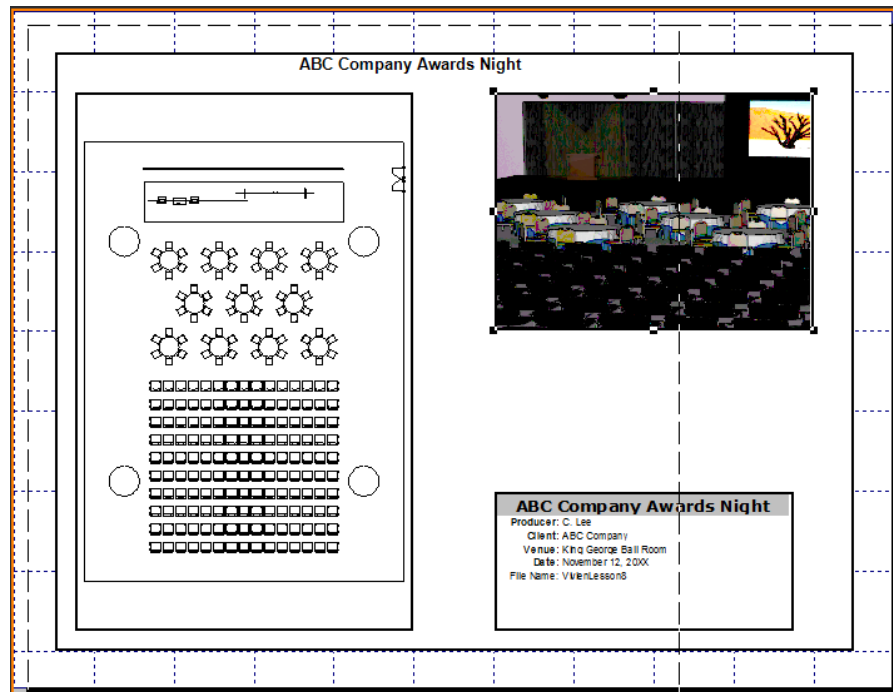 ABC Company Awards Night
ABC Company Awards Night
Producer: C. Lee
Client: ABC Company
Venue: King George Ball Room
Date: November 12, 20XX
File Name: VivienLesson8